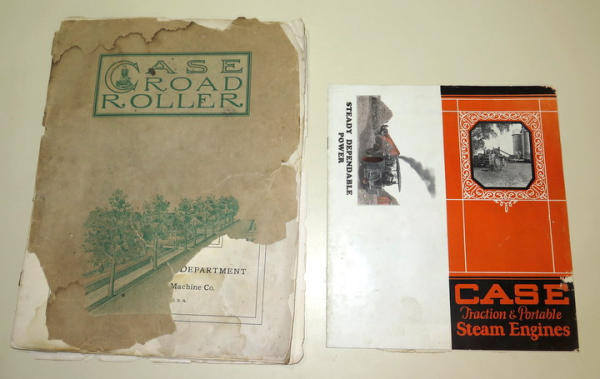 CASE
ROAD
ROLLER
DEPARTMENT
Machine Co.
U.S.A.
STEADY DEPENDABLE
POWER
CASE
Traction & Portable
Steam Engines